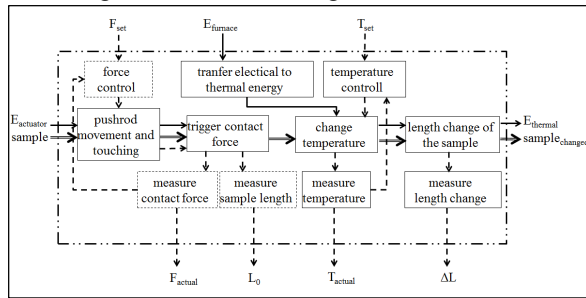 F_set
E_furnace
T_set
force
control
tranfer electical to
thermal energy
temperature
controll
E_actuator
sample
pushrod
movement and
touching
trigger contact
force
change
temperature
length change of
the sample
E_thermal
sample_changed
measure
contact force
measure
sample length
measure
temperature
measure
length change
F_actual
L_0
T_actual
ΔL